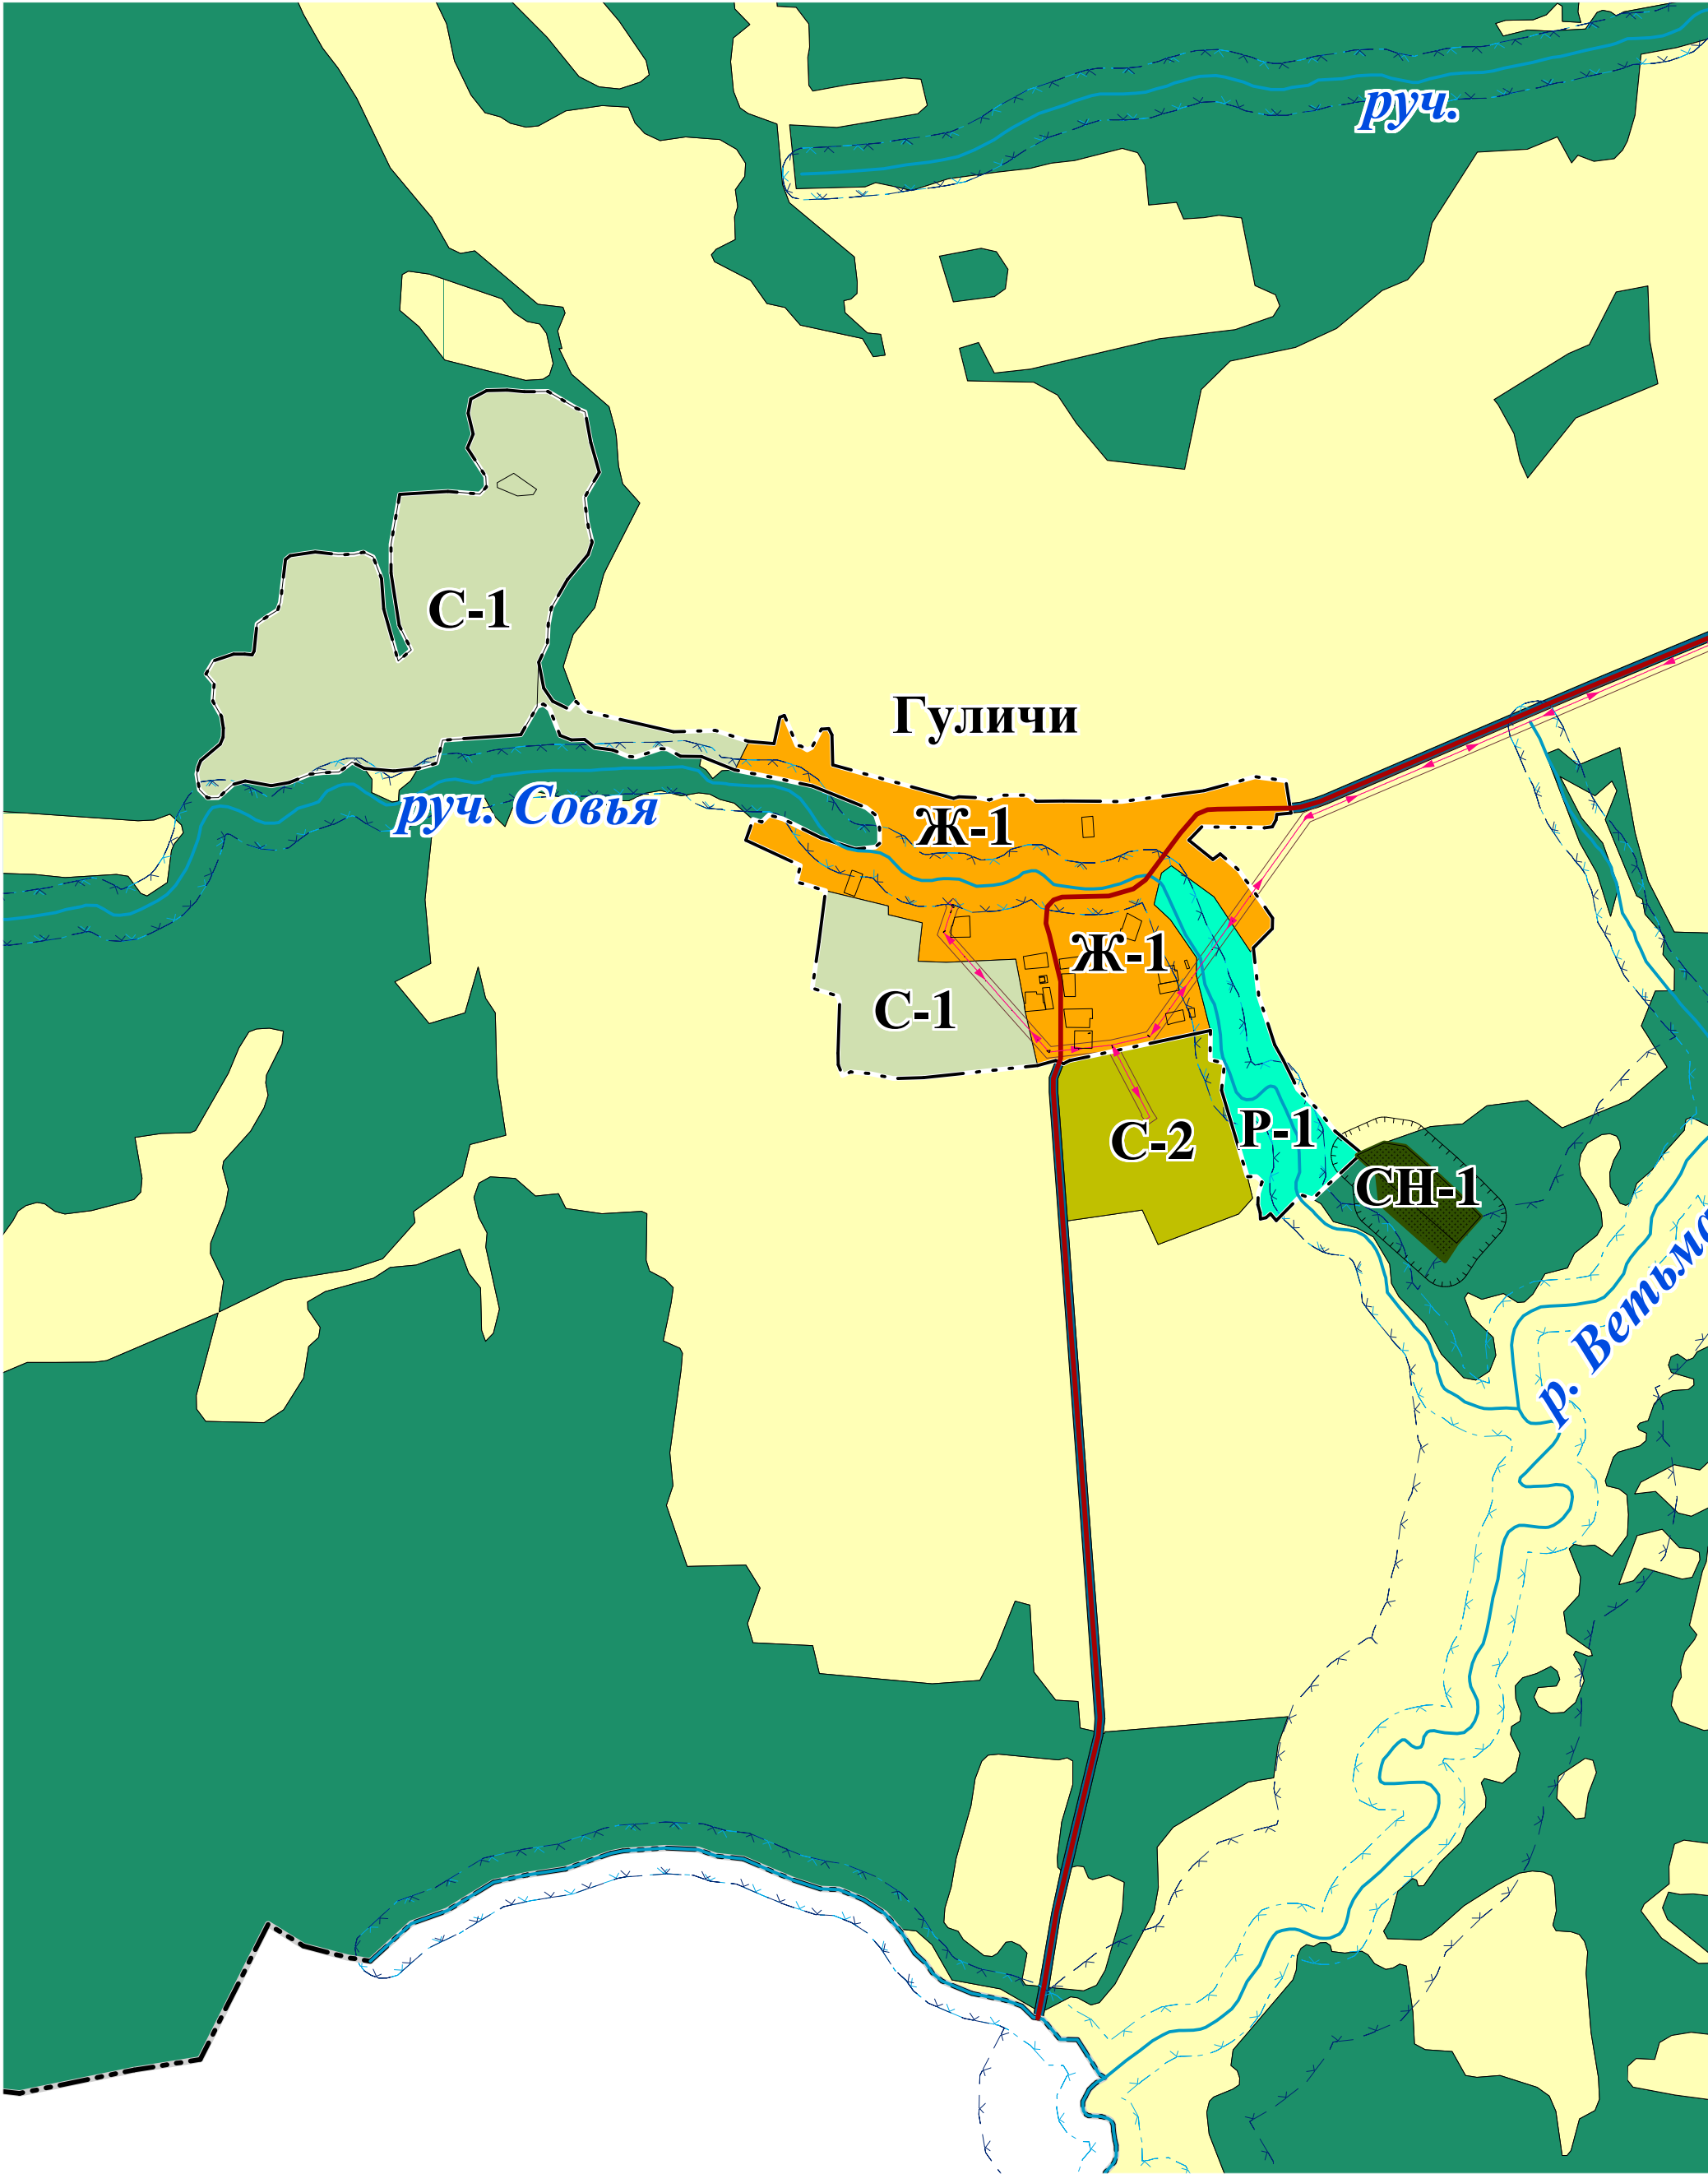 руч.
С-1
Гуличи
руч. Совья
Ж-1
Ж-1
С-1
С-2
Р-1
СН-1
р. Ветьма